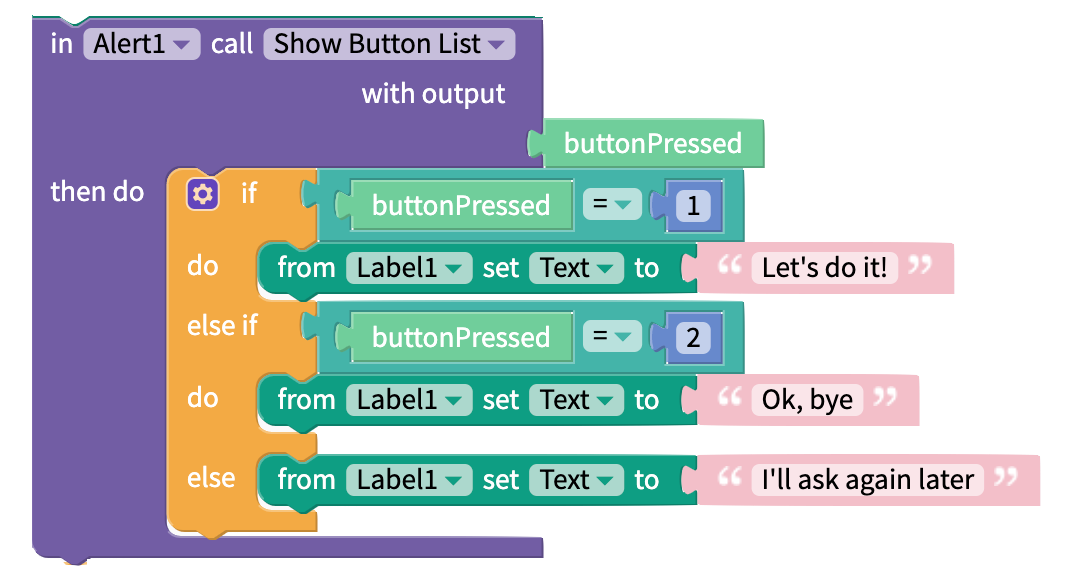 in Alert1 call Show Button List
with output
buttonPressed
then do if buttonPressed = 1
do from Label1 set Text to “ Let's do it! ”
else if buttonPressed = 2
do from Label1 set Text to “ Ok, bye ”
else from Label1 set Text to “ I'll ask again later ”